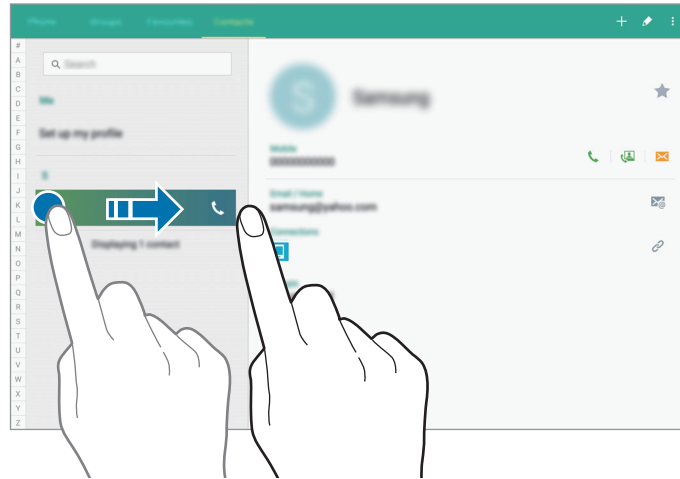 Phone Groups Favourites Contacts
#
A
B
C
D
E
F
G
H
I
J
K
L
M
N
O
P
Q
R
S
T
U
V
W
X
Y
Z
Search
Me
Set up my profile
S
Displaying 1 contact
S
Samsung
Mobile
Email / Home
samsung@yahoo.com
Connections